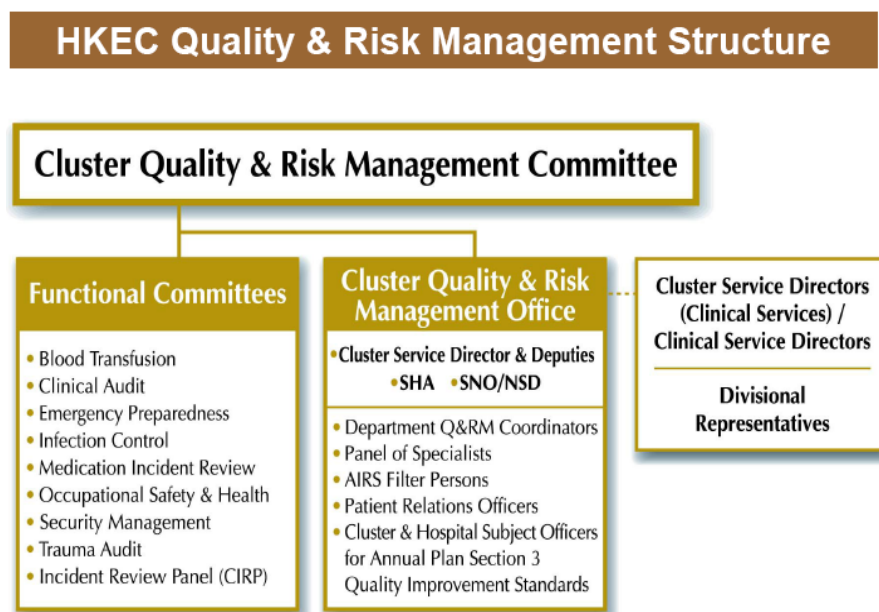 HKEC Quality & Risk Management Structure
Cluster Quality & Risk Management Committee
Functional Committees
• Blood Transfusion
• Clinical Audit
• Emergency Preparedness
• Infection Control
• Medication Incident Review
• Occupational Safety & Health
• Security Management
• Trauma Audit
• Incident Review Panel (CIRP)
Cluster Quality & Risk
Management Office
•Cluster Service Director & Deputies
•SHA •SNO/NSD
• Department Q&RM Coordinators
• Panel of Specialists
• AIRS Filter Persons
• Patient Relations Officers
• Cluster & Hospital Subject Officers
for Annual Plan Section 3
Quality Improvement Standards
Cluster Service Directors
(Clinical Services) /
Clinical Service Directors
Divisional
Representatives